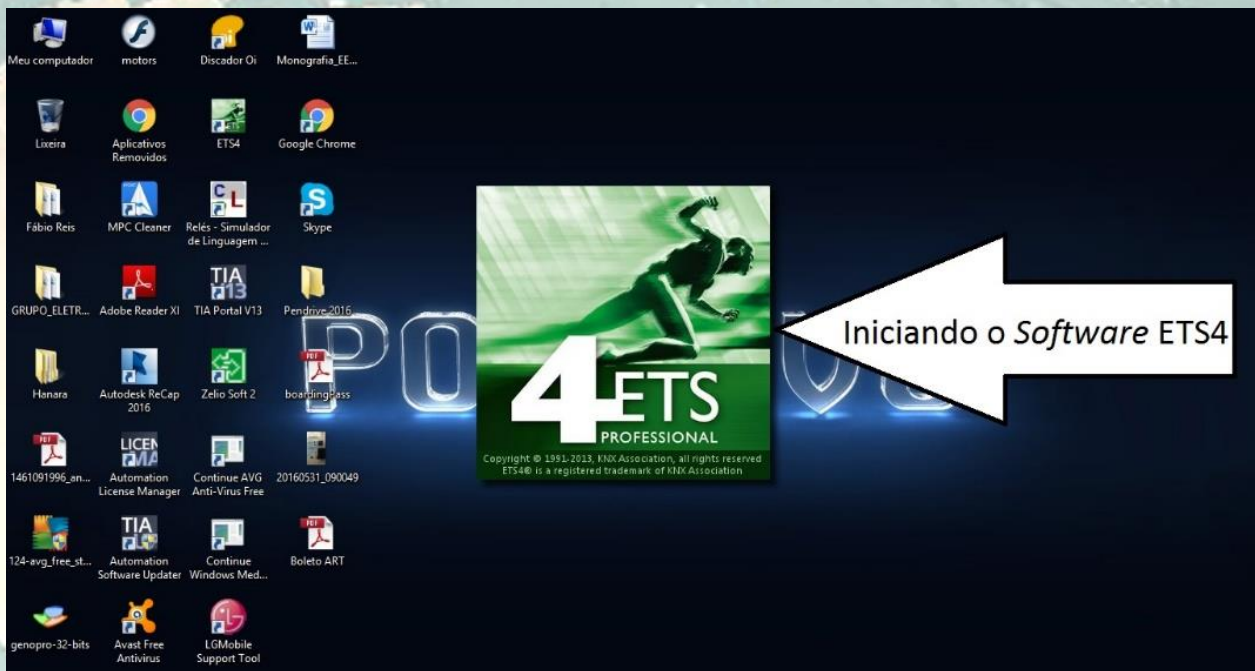 Meu computador
motors
Discador Oi
Monografia_EE...
Lixeira
Aplicativos
Removidos
ETS4
Google Chrome
Fábio Reis
MPC Cleaner
Relés - Simulador
de Linguagem ...
Skype
GRUPO_ELETR...
Adobe Reader XI
TIA Portal V13
Pendrive 2016
Hanara
Autodesk ReCap
2016
Zelio Soft 2
boardingPass
1461091996_an...
Automation
License Manager
Continue AVG
Anti-Virus Free
20160531_090049
124-avg_free_st...
Automation
Software Updater
Continue
Windows Med...
Boleto ART
genopro-32-bits
Avast Free
Antivirus
LGMobile
Support Tool
4 ETS
PROFESSIONAL
Copyright © 1991-2013, KNX Association, all rights reserved
ETS4® is a registered trademark of KNX Association
Iniciando o Software ETS4